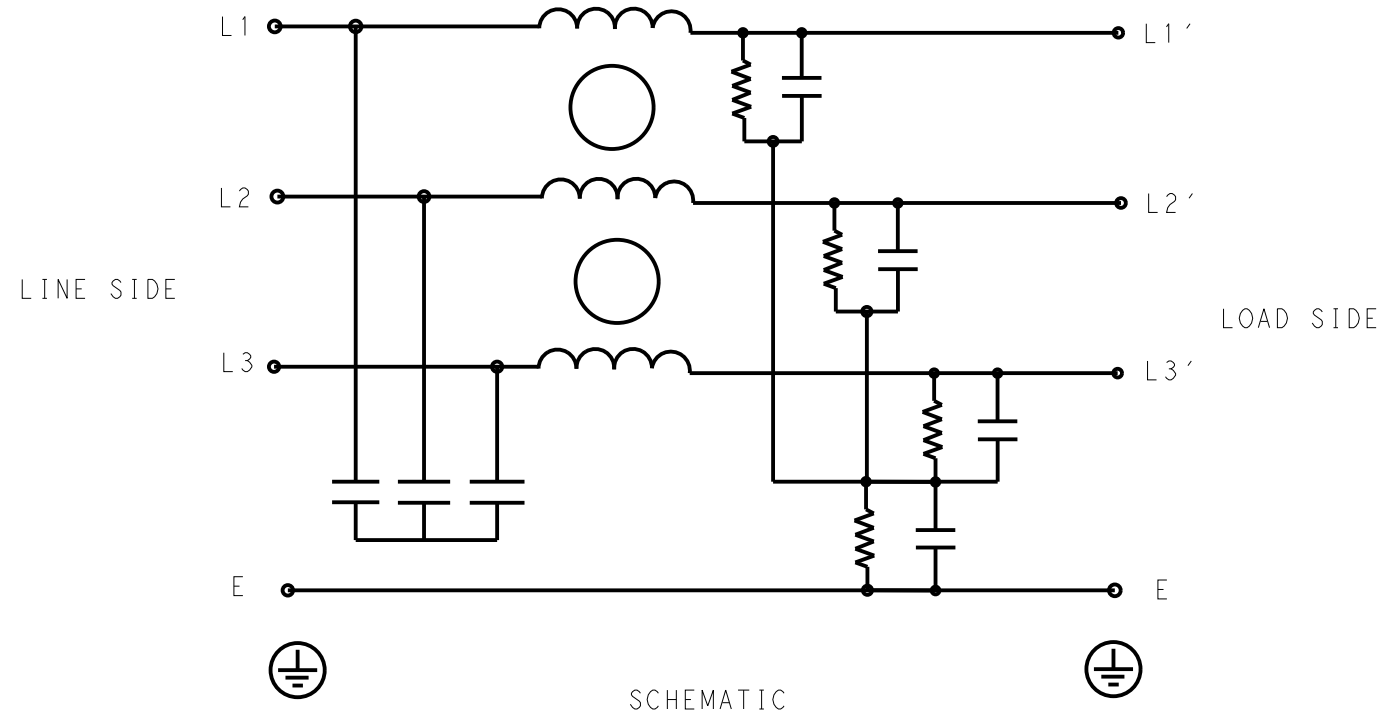 L1
L1´
L2
L2´
LINE SIDE
LOAD SIDE
L3
L3´
E
E
SCHEMATIC